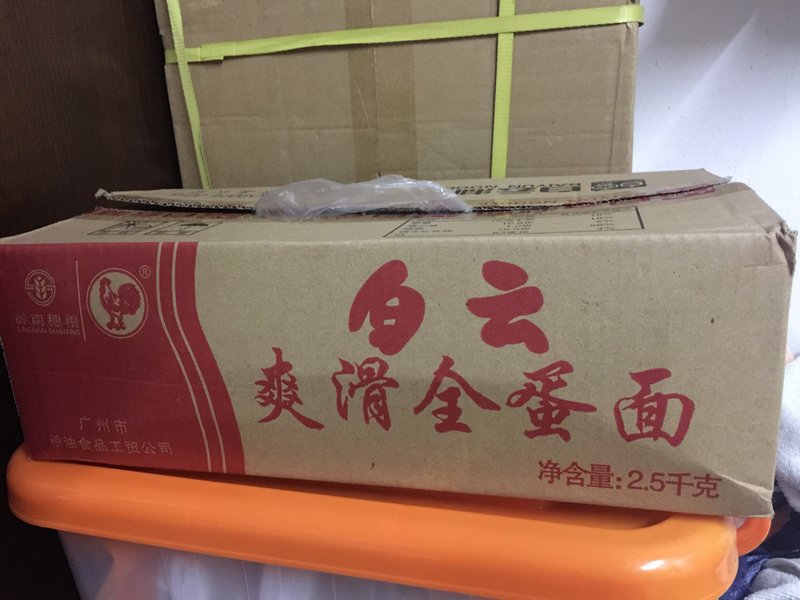 岭南穗粮
LINGNAN SUILIANG
®
白云
爽滑全蛋面
广州市
粮油食品工贸公司
净含量:2.5千克